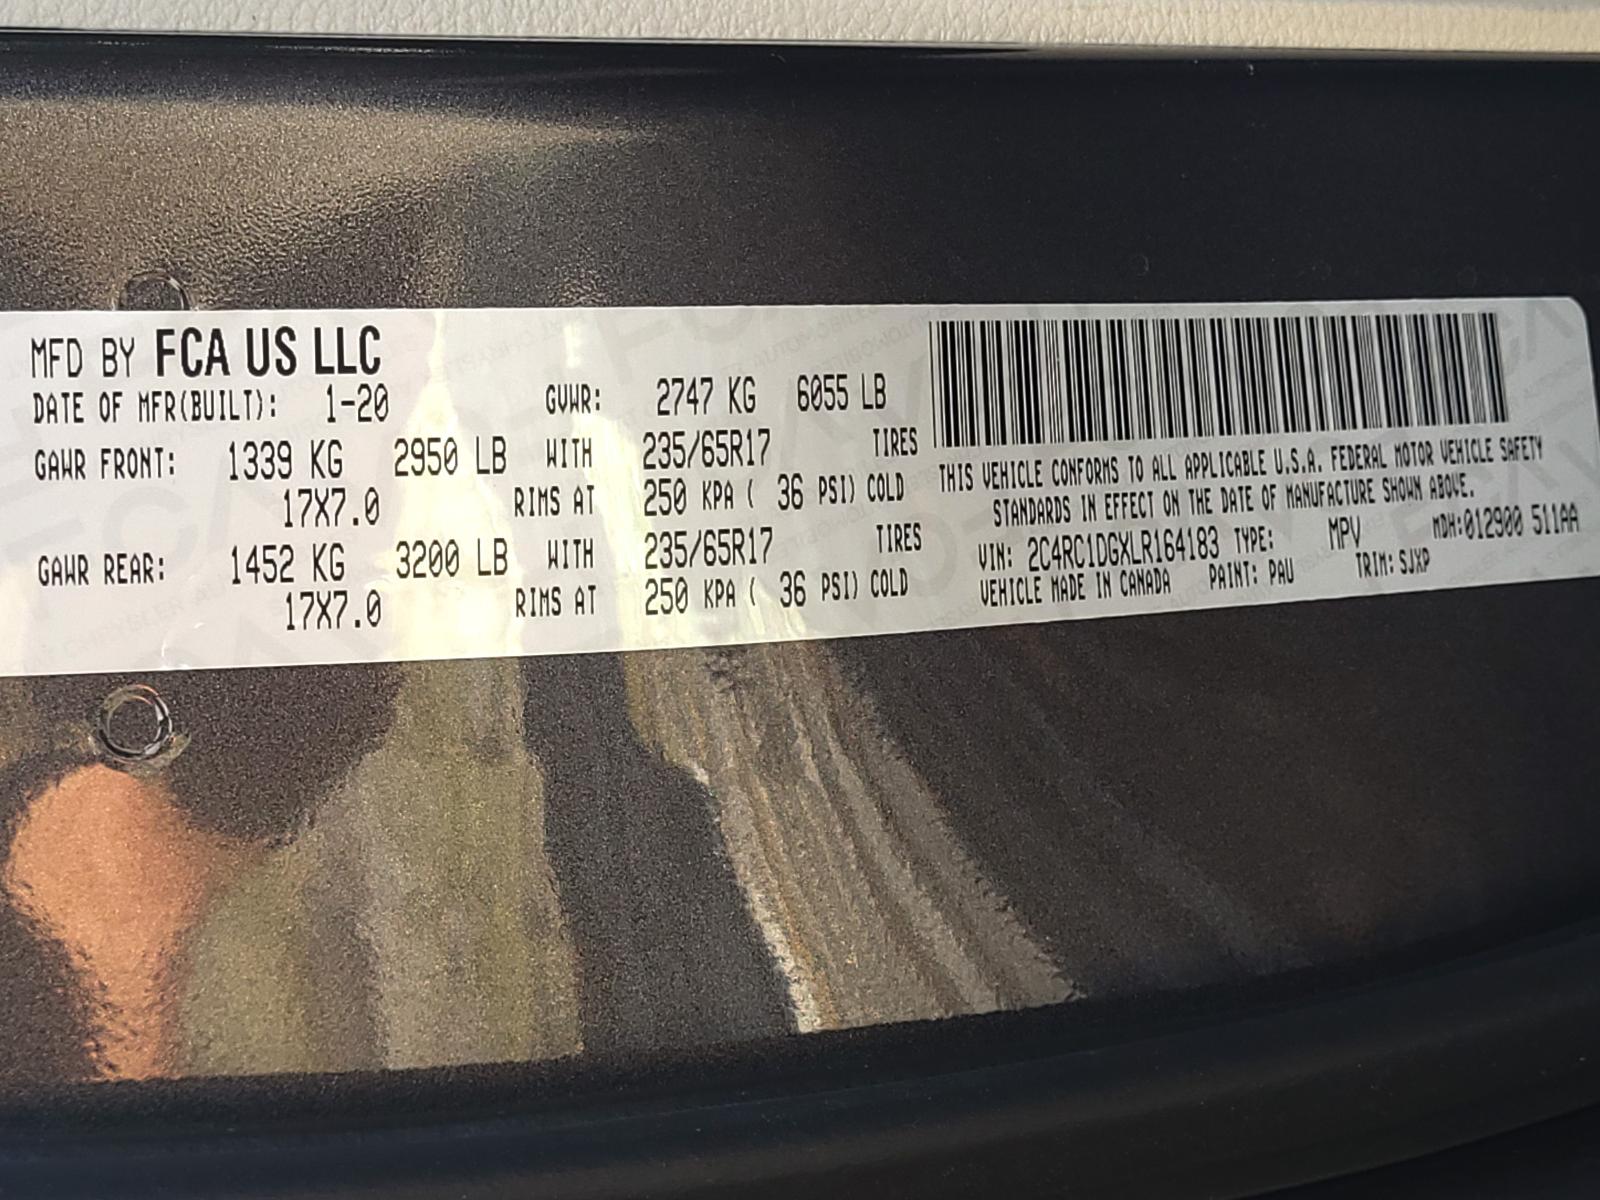 MFD BY FCA US LLC
DATE OF MFR(BUILT): 1-20 GVWR: 2747 KG 6055 LB
GAWR FRONT: 1339 KG 2950 LB WITH 235/65R17 TIRES
17X7.0 RIMS AT 250 KPA ( 36 PSI) COLD
GAWR REAR: 1452 KG 3200 LB WITH 235/65R17 TIRES
17X7.0 RIMS AT 250 KPA ( 36 PSI) COLD
THIS VEHICLE CONFORMS TO ALL APPLICABLE U.S.A. FEDERAL MOTOR VEHICLE SAFETY
STANDARDS IN EFFECT ON THE DATE OF MANUFACTURE SHOWN ABOVE.
VIN: 2C4RC1DGXLR164183 TYPE: MPV MDH:012900 511AA
VEHICLE MADE IN CANADA PAINT: PAU TRIM: SJXP